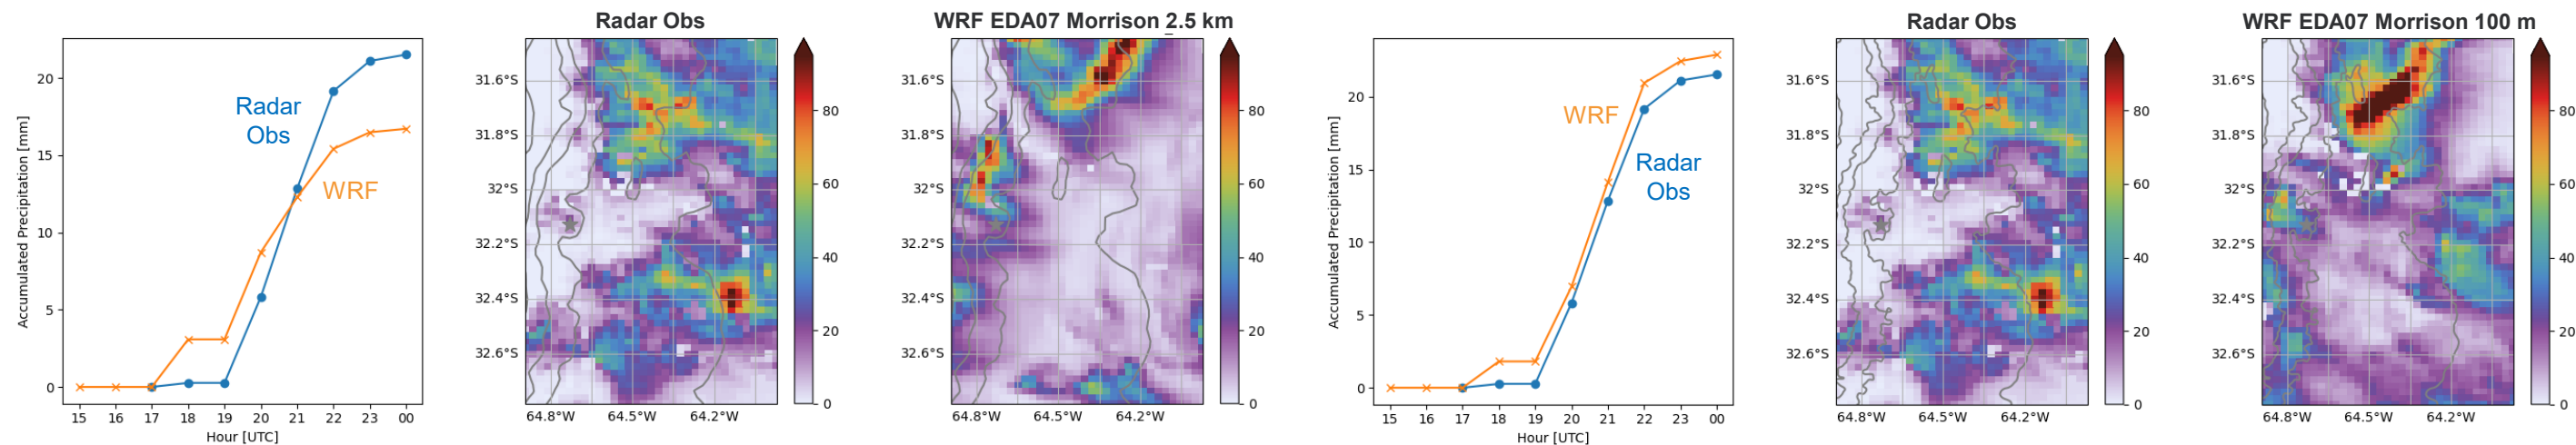 Accumulated Precipitation [mm]
20
15
10
5
0
15 16 17 18 19 20 21 22 23 00
Hour [UTC]
Radar
Obs
WRF
Radar Obs
31.6°S
31.8°S
32°S
32.2°S
32.4°S
32.6°S
64.8°W 64.5°W 64.2°W
80
60
40
20
0
WRF EDA07 Morrison 2.5 km
31.6°S
31.8°S
32°S
32.2°S
32.4°S
32.6°S
64.8°W 64.5°W 64.2°W
80
60
40
20
0
Accumulated Precipitation [mm]
20
15
10
5
0
15 16 17 18 19 20 21 22 23 00
Hour [UTC]
WRF
Radar
Obs
Radar Obs
31.6°S
31.8°S
32°S
32.2°S
32.4°S
32.6°S
64.8°W 64.5°W 64.2°W
80
60
40
20
0
WRF EDA07 Morrison 100 m
31.6°S
31.8°S
32°S
32.2°S
32.4°S
32.6°S
64.8°W 64.5°W 64.2°W
80
60
40
20
0